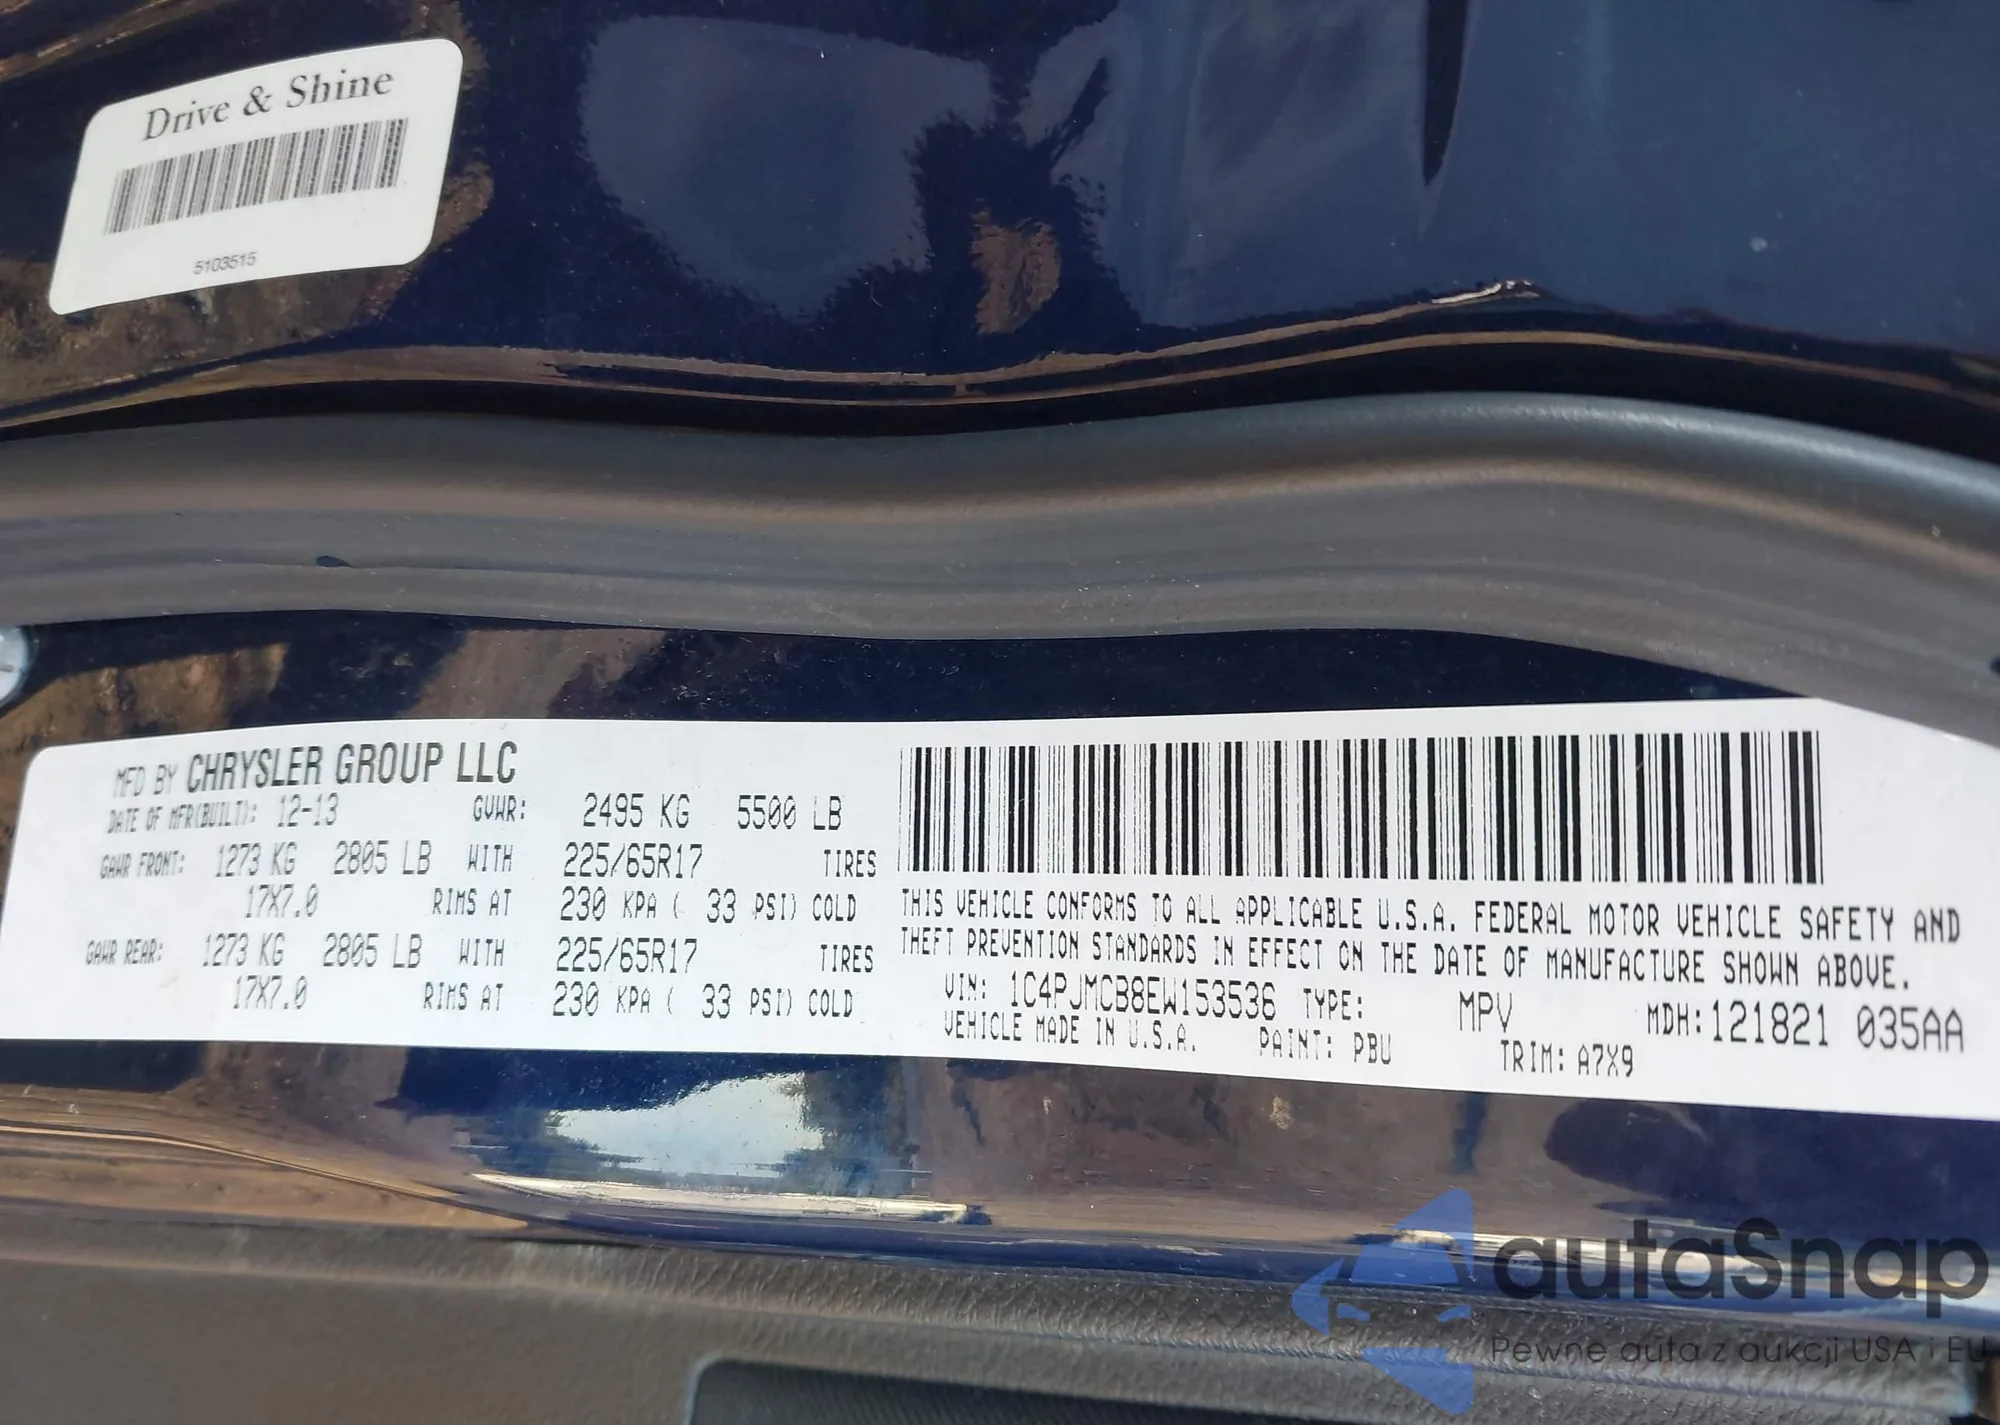 Drive & Shine
5103515
MFD BY CHRYSLER GROUP LLC
DATE OF MFR(BUILT): 12-13 GVWR: 2495 KG 5500 LB
GAWR FRONT: 1273 KG 2805 LB WITH 225/65R17 TIRES
17X7.0 RIMS AT 230 KPA ( 33 PSI) COLD
GAWR REAR: 1273 KG 2805 LB WITH 225/65R17 TIRES
17X7.0 RIMS AT 230 KPA ( 33 PSI) COLD
THIS VEHICLE CONFORMS TO ALL APPLICABLE U.S.A. FEDERAL MOTOR VEHICLE SAFETY AND
THEFT PREVENTION STANDARDS IN EFFECT ON THE DATE OF MANUFACTURE SHOWN ABOVE.
VIN: 1C4PJMCB8EW153536 TYPE: MPV MDH:121821 035AA
VEHICLE MADE IN U.S.A. PAINT: PBU TRIM: A7X9
autaSnap
Pewne auta z aukcji USA i EU